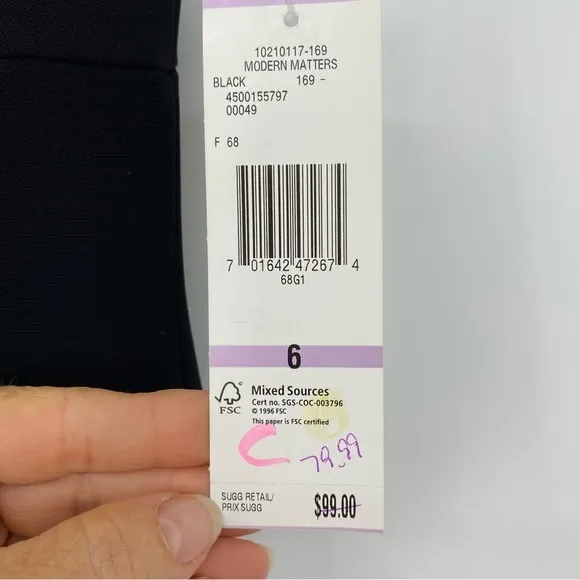 10210117-169
MODERN MATTERS
BLACK 169 -
4500155797
00049
F 68
7 01642 47267 4
68G1
6
FSC
Mixed Sources
Cert no. SGS-COC-003796
© 1996 FSC
This paper is FSC certified
C 79.99
SUGG RETAIL/
PRIX SUGG
$99.00